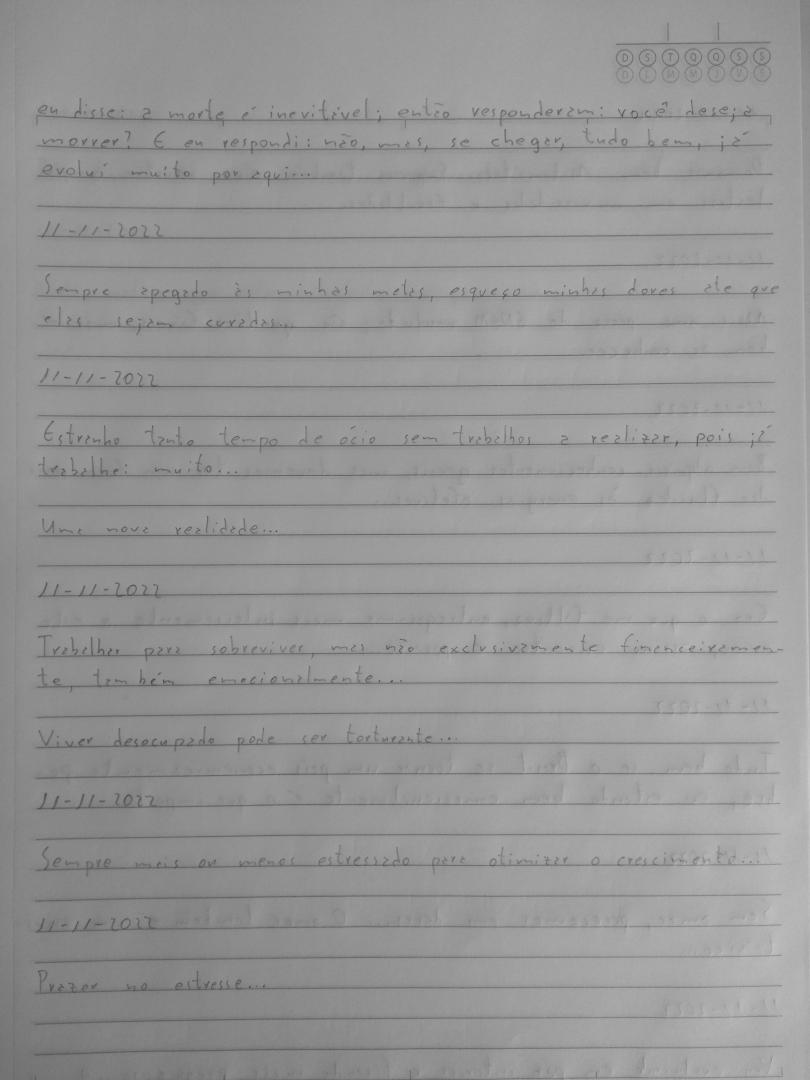 D S T Q Q S S
D L M M J V S
eu disse: a morte é inevitável; então responderam: você deseja
morrer? E eu respondi: não, mas, se chegar, tudo bem, já
evoluí muito por aqui...
11-11-2022
Sempre apegado às minhas metas, esqueço minhas dores até que
elas sejam curadas...
11-11-2022
Estranho tanto tempo de ócio sem trabalhos a realizar, pois já
trabalhei muito...
Uma nova realidade...
11-11-2022
Trabalhar para sobreviver, mas não exclusivamente financeiramen-
te, também emocionalmente...
Viver desocupado pode ser torturante...
11-11-2022
Sempre mais ou menos estressado para otimizar o crescimento...
11-11-2022
Prazer no estresse...